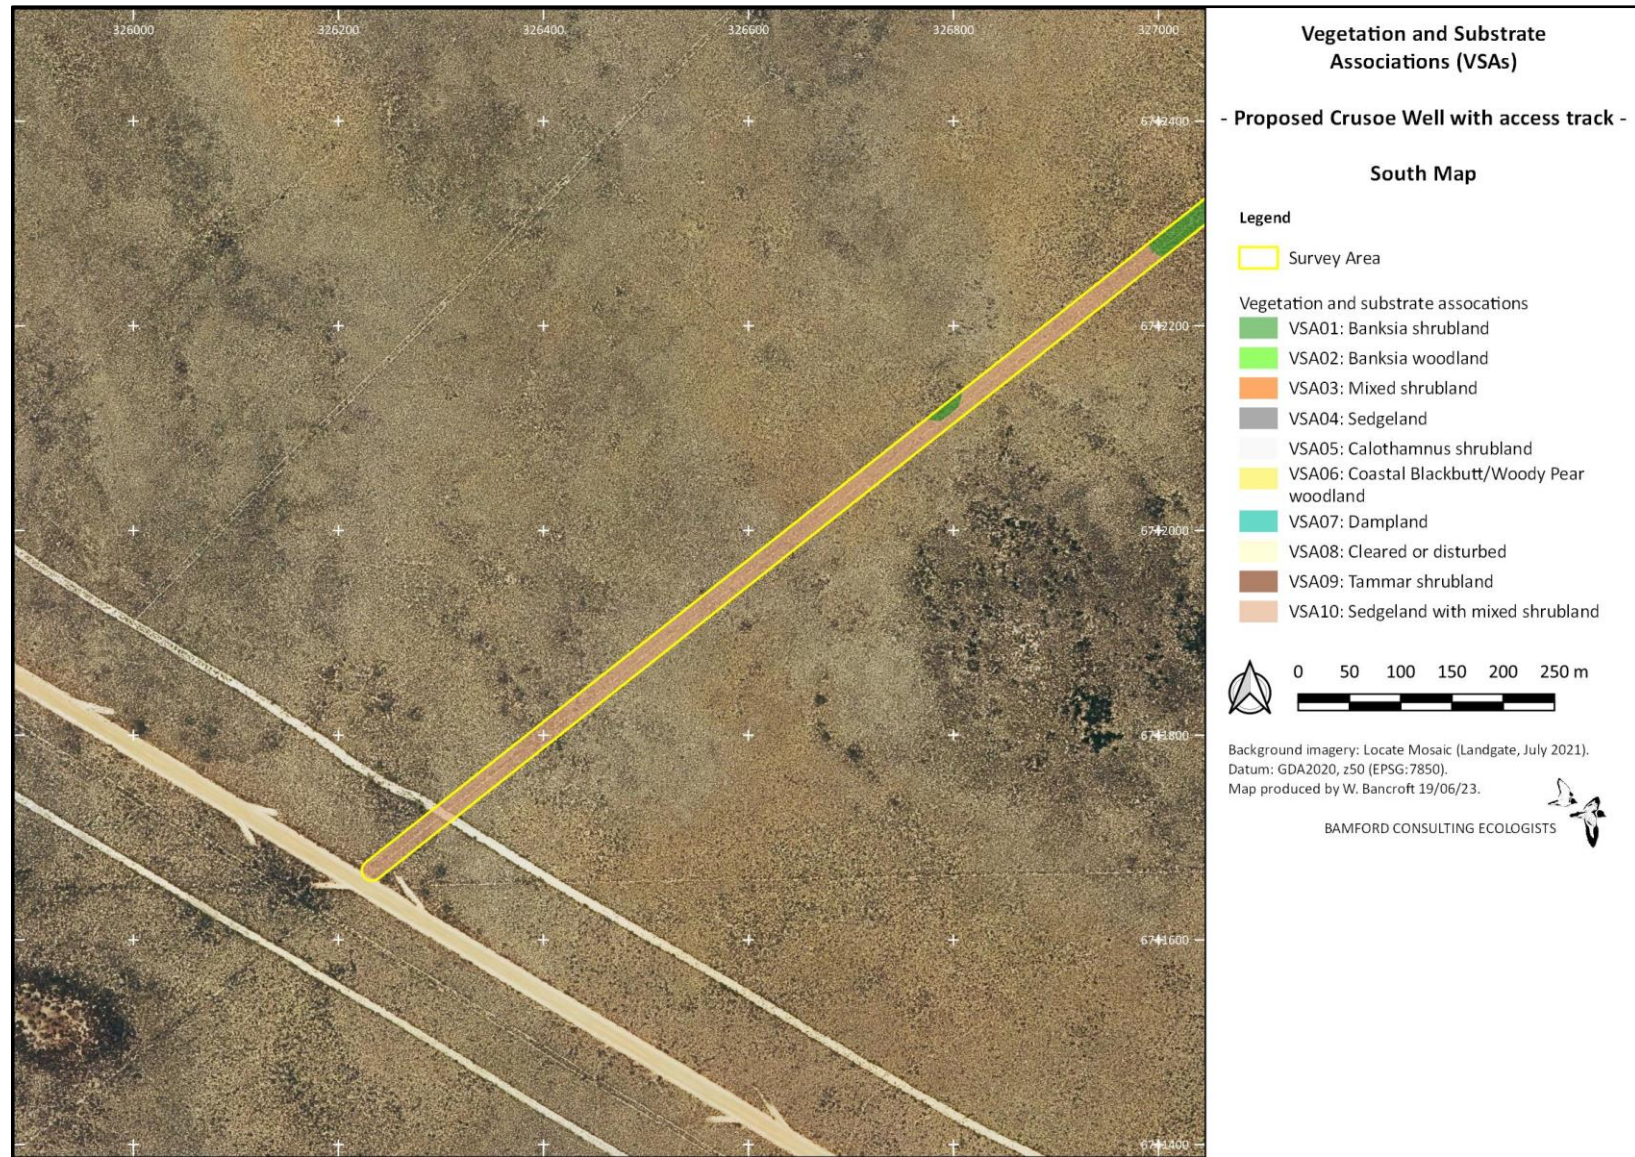 326000
326200
326400
326600
326800
327000
6742400
6742200
6742000
6741800
6741600
6741400
Vegetation and Substrate
Associations (VSAs)
- Proposed Crusoe Well with access track -
South Map
Legend
Survey Area
Vegetation and substrate assocations
VSA01: Banksia shrubland
VSA02: Banksia woodland
VSA03: Mixed shrubland
VSA04: Sedgeland
VSA05: Calothamnus shrubland
VSA06: Coastal Blackbutt/Woody Pear
woodland
VSA07: Dampland
VSA08: Cleared or disturbed
VSA09: Tammar shrubland
VSA10: Sedgeland with mixed shrubland
0 50 100 150 200 250 m
Background imagery: Locate Mosaic (Landgate, July 2021).
Datum: GDA2020, z50 (EPSG:7850).
Map produced by W. Bancroft 19/06/23.
BAMFORD CONSULTING ECOLOGISTS